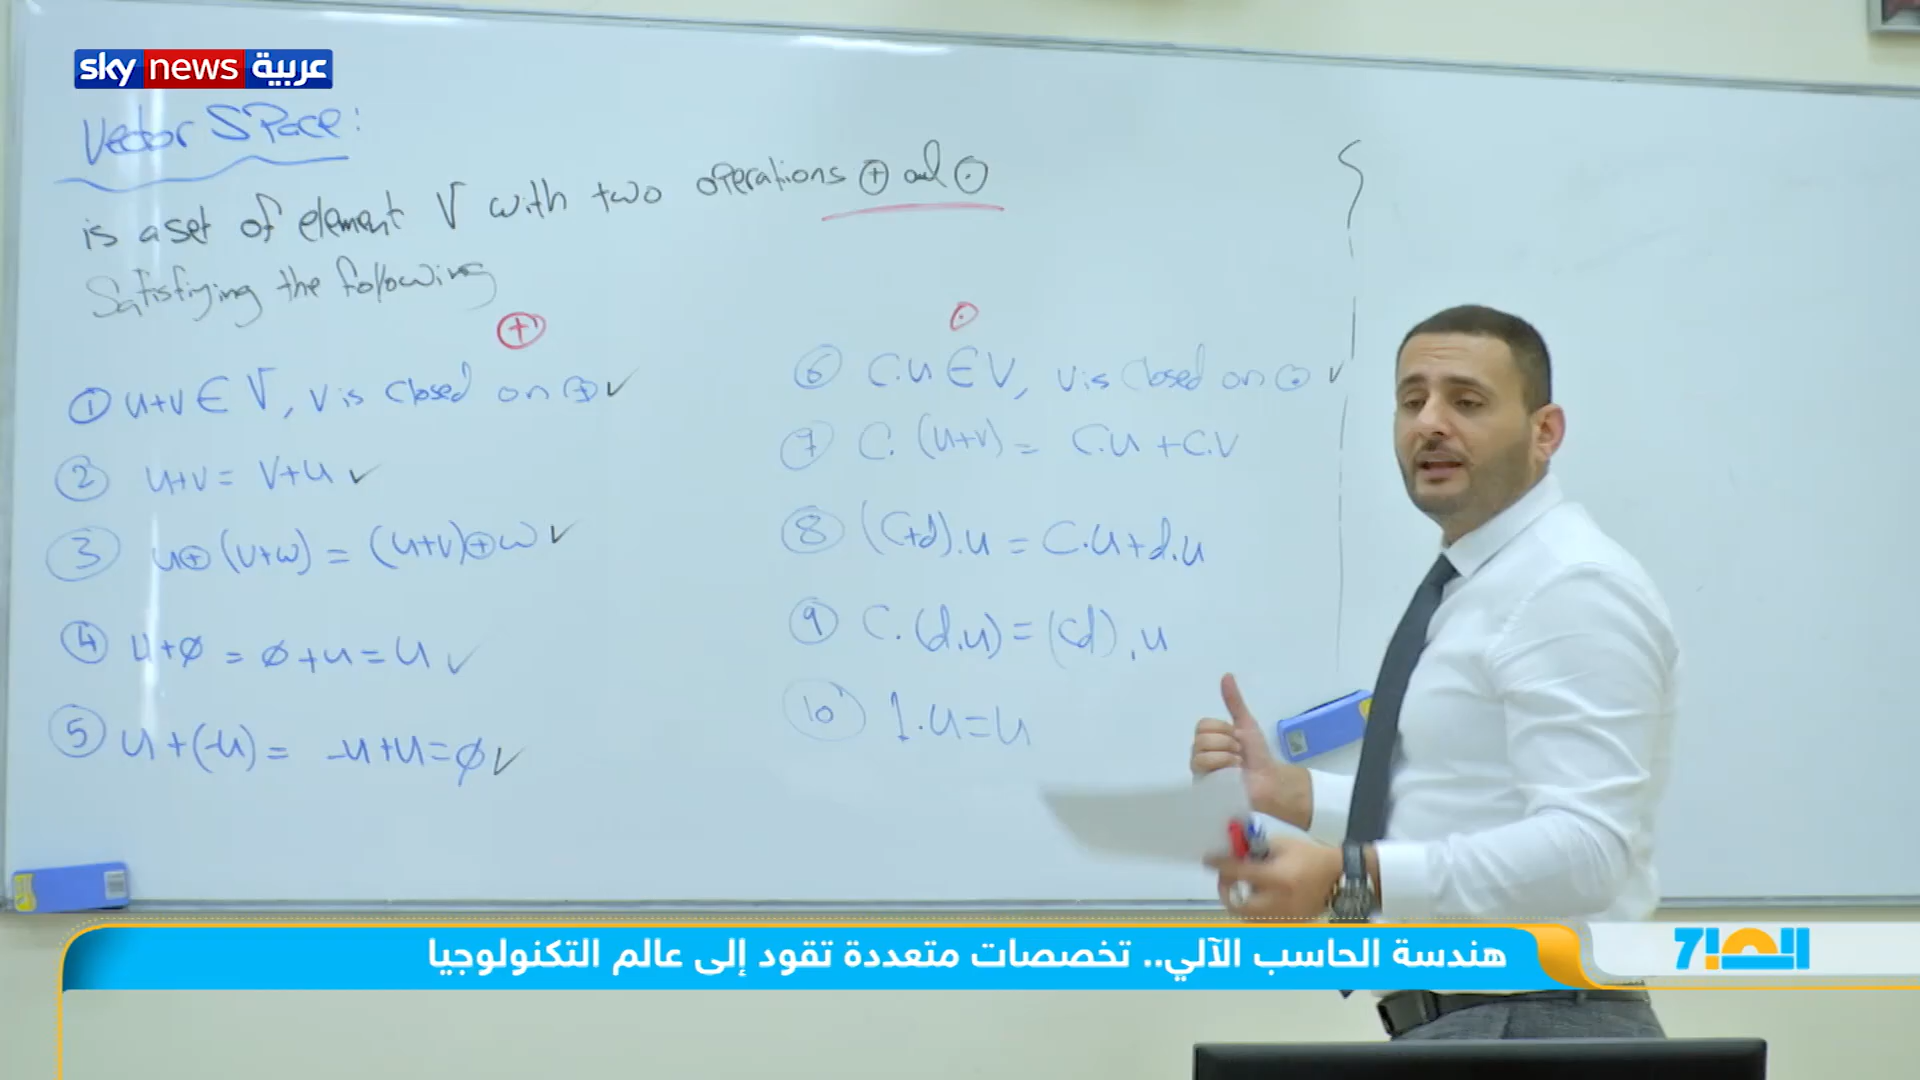 sky news عربية
Vector Space:
is a set of element V with two operations ⊕ and ⊙
Satisfiying the following
⊕
① u+v ∈ V, v is closed on ⊕ ✓
② u+v = v+u ✓
③ u⊕(v+w) = (u+v)⊕w ✓
④ u+ϕ = ϕ+u = u ✓
⑤ u+(-u) = -u+u = ϕ ✓
⊙
⑥ C.u ∈ V, v is closed on ⊙ ✓
⑦ C.(u+v) = C.u + C.v
⑧ (C+d).u = C.u+d.u
⑨ C.(d.u) = (Cd).u
⑩ 1.u = u
هندسة الحاسب الآلي.. تخصصات متعددة تقود إلى عالم التكنولوجيا